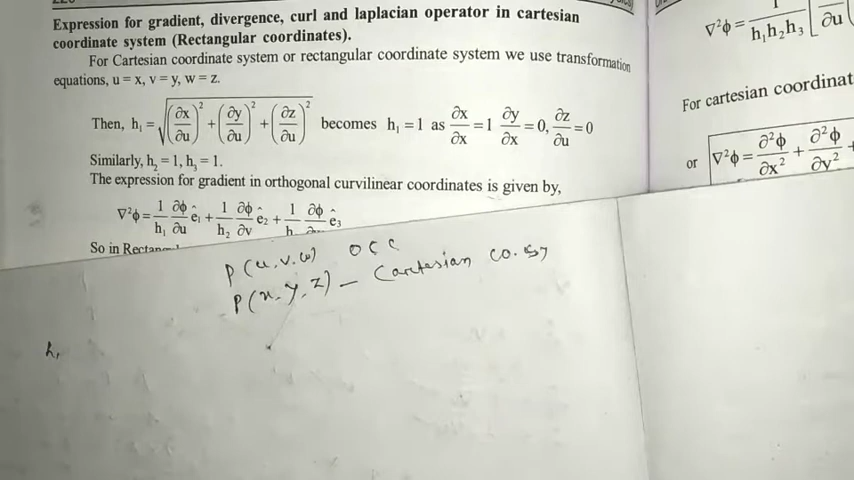 Expression for gradient, divergence, curl and laplacian operator in cartesian
coordinate system (Rectangular coordinates).
For Cartesian coordinate system or rectangular coordinate system we use transformation
equations, u = x, v = y, w = z.
Then, h₁ = √((∂x/∂u)² + (∂y/∂u)² + (∂z/∂u)²) becomes h₁ = 1 as ∂x/∂x = 1 ∂y/∂x = 0, ∂z/∂u = 0
Similarly, h₂ = 1, h₃ = 1.
The expression for gradient in orthogonal curvilinear coordinates is given by,
∇²ϕ = 1/h₁ ∂ϕ/∂u ê₁ + 1/h₂ ∂ϕ/∂v ê₂ + 1/h ∂ϕ/∂ ê₃
So in
P(u,v,w) OCC
P(x,y,z) – Cartesian co. sy
h₁
∇²ϕ = 1/h₁h₂h₃ [ ∂u
For cartesian coordinat
or ∇²ϕ = ∂²ϕ/∂x² + ∂²ϕ/∂y² +